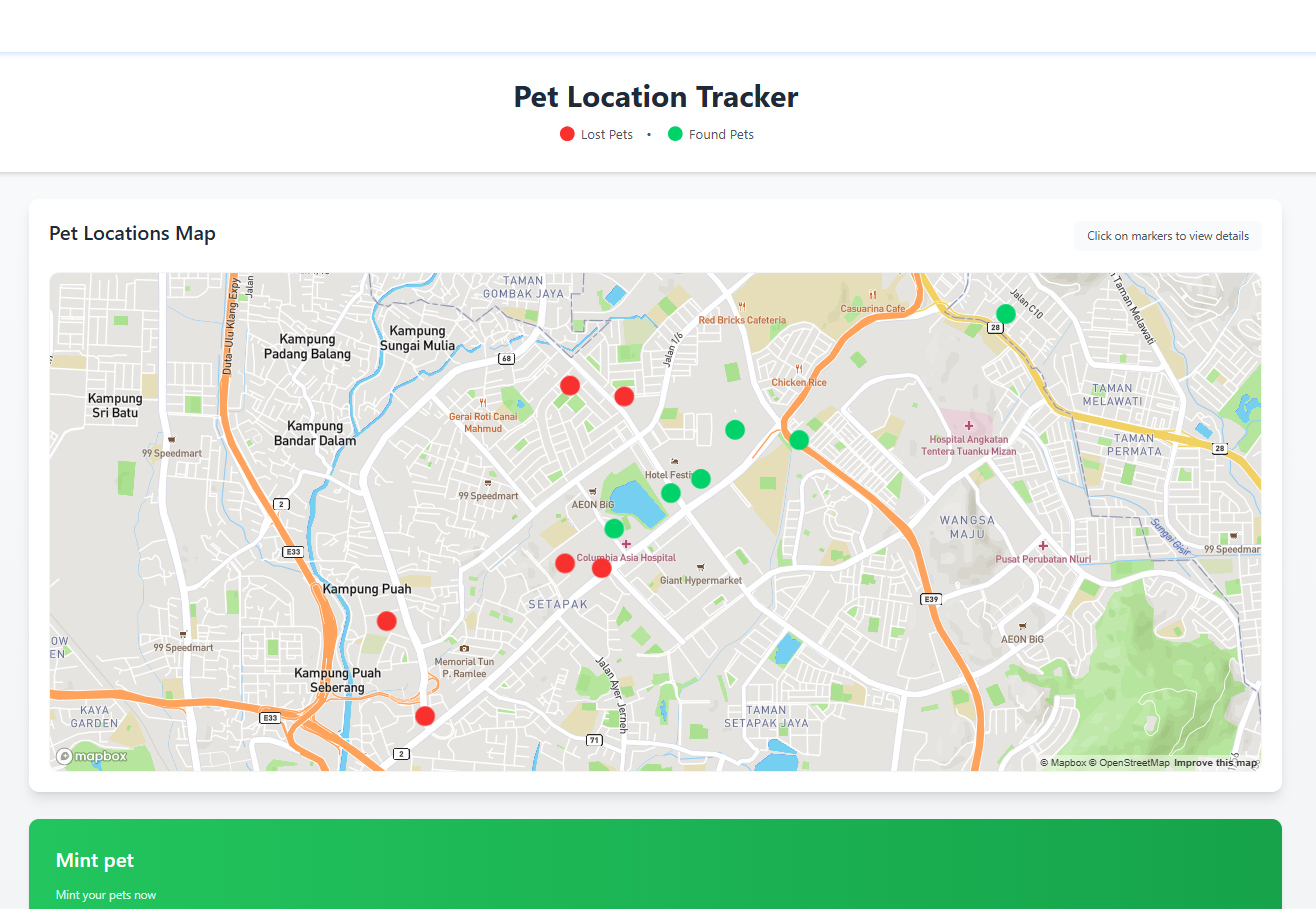 Pet Location Tracker
Lost Pets • Found Pets
Pet Locations Map
Click on markers to view details
TAMAN
GOMBAK JAYA
Jalan
Duta–Ulu Klang Expy
Kampung
Sungai Mulia
Kampung
Padang Balang
Red Bricks Cafeteria
Casuarina Cafe
Jalan C10
28
n Taman Melawati
68
Jalan 1/6
Chicken Rice
Kampung
Sri Batu
Gerai Roti Canai
Mahmud
TAMAN
MELAWATI
Kampung
Bandar Dalam
Hospital Angkatan
Tentera Tuanku Mizan
TAMAN
PERMATA
28
99 Speedmart
Hotel Festi
99 Speedmart
AEON BiG
2
WANGSA
MAJU
Sungai Gisir
E33
Columbia Asia Hospital
Pusat Perubatan Nluri
99 Speedmar
Giant Hypermarket
Kampung Puah
SETAPAK
E39
OW
EN
99 Speedmart
AEON BiG
Memorial Tun
P. Ramlee
Kampung Puah
Seberang
Jalan Ayer Jerneh
KAYA
GARDEN
E33
TAMAN
SETAPAK JAYA
71
2
mapbox
© Mapbox © OpenStreetMap Improve this map
Mint pet
Mint your pets now